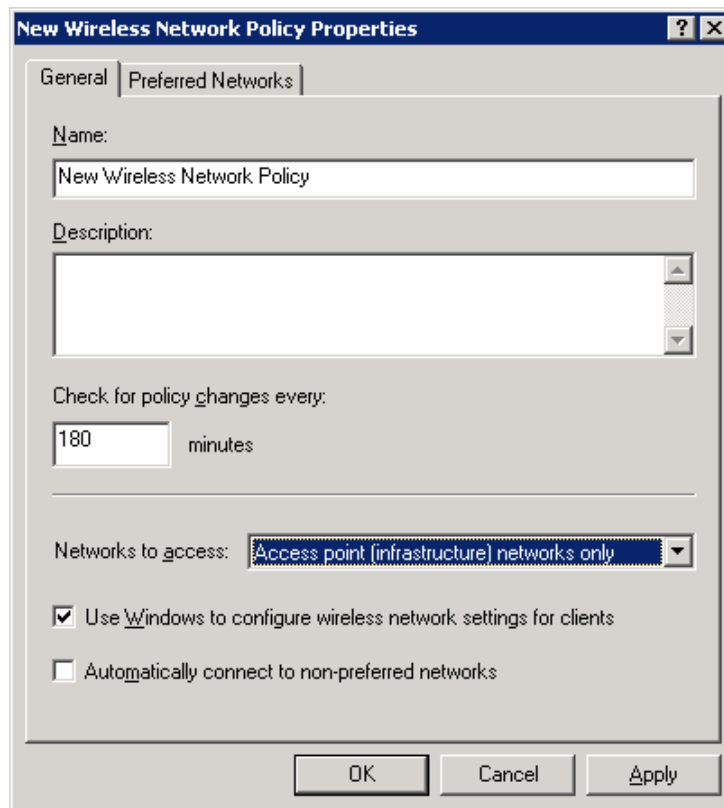 New Wireless Network Policy Properties
General Preferred Networks
Name:
New Wireless Network Policy
Description:
Check for policy changes every:
180 minutes
Networks to access: Access point (infrastructure) networks only
Use Windows to configure wireless network settings for clients
Automatically connect to non-preferred networks
OK Cancel Apply